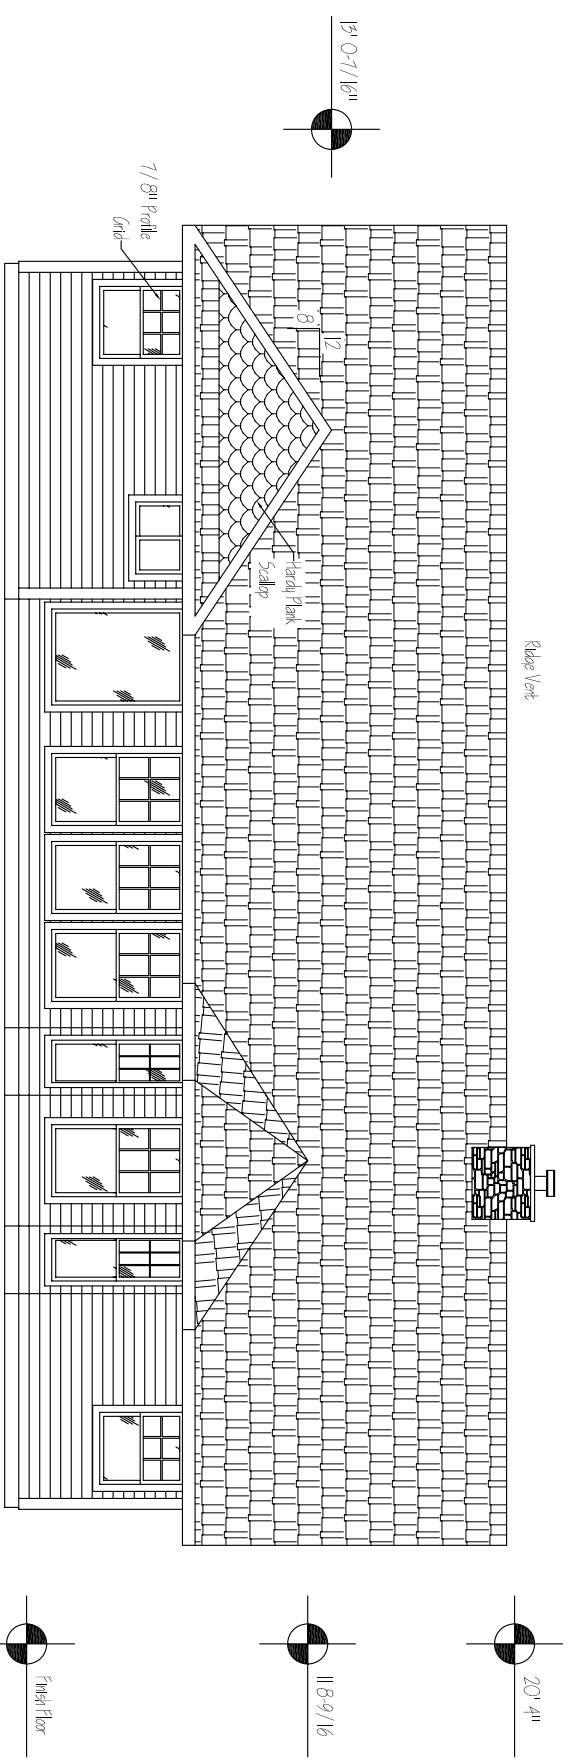 Ridge Vent
20' 4"
13' 0-7/16"
12
8
Hardy Plank
Scallop
11 8-9/16
7/8" Profile
Grid
Finish Floor